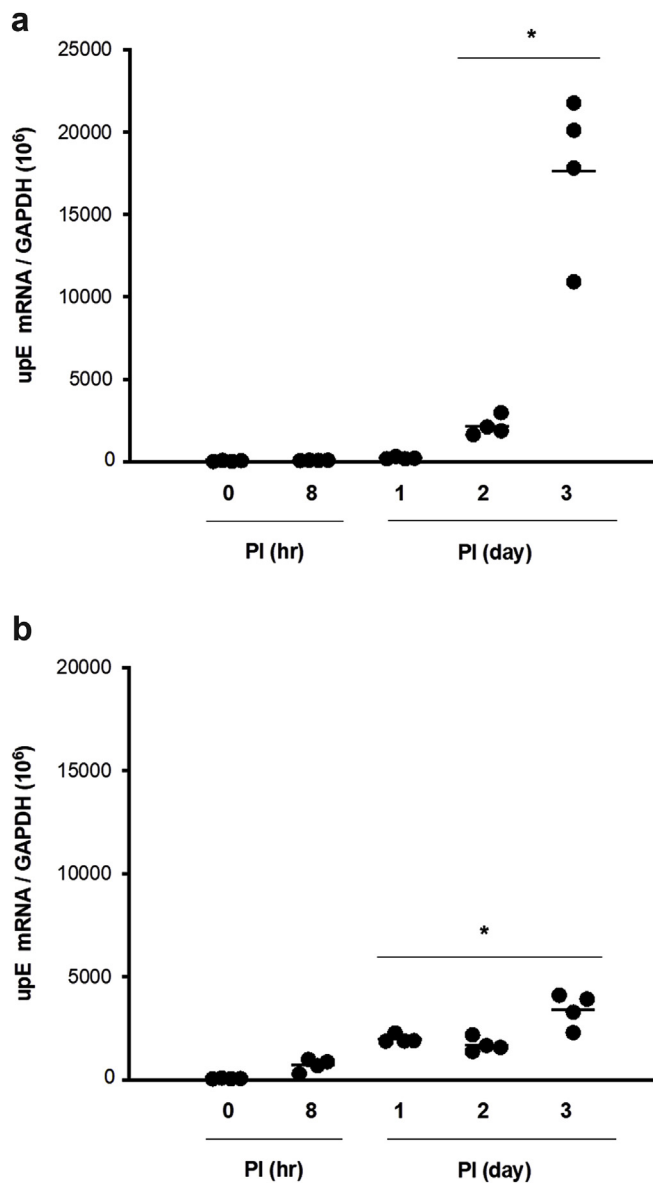 a
25000
*
20000
15000
10000
5000
0
upE mRNA / GAPDH (10⁶)
0 8 1 2 3
PI (hr) PI (day)
b
20000
15000
10000
*
5000
0
upE mRNA / GAPDH (10⁶)
0 8 1 2 3
PI (hr) PI (day)